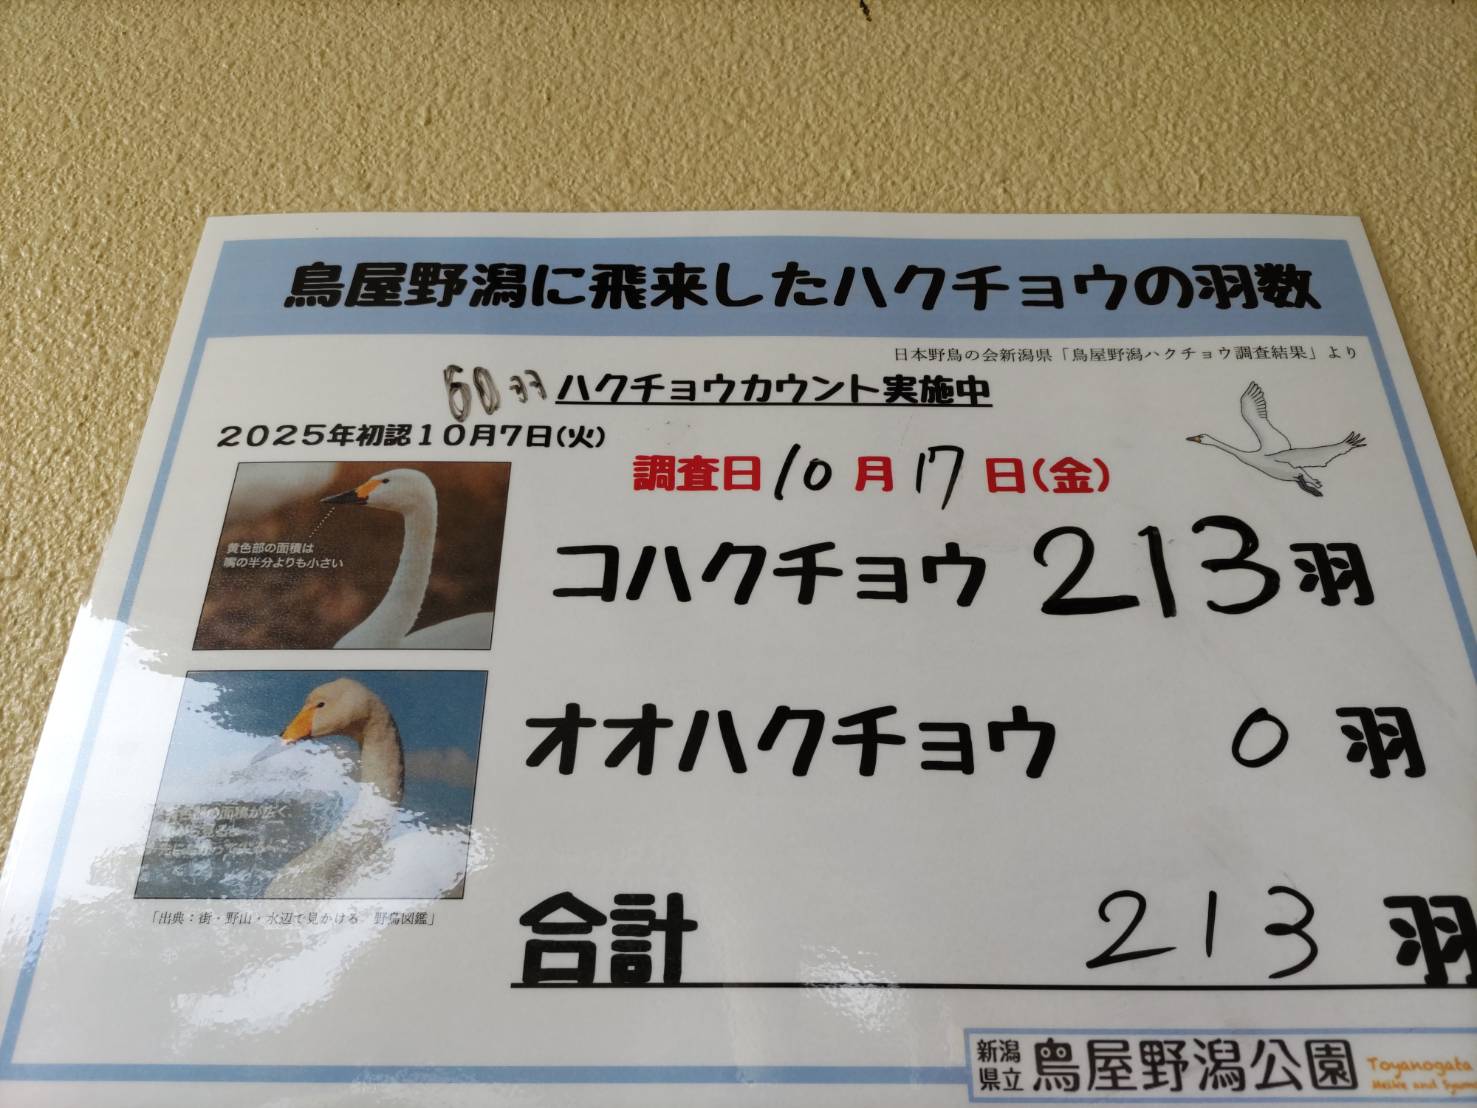 鳥屋野潟に飛来したハクチョウの羽数
日本野鳥の会新潟県「鳥屋野潟ハクチョウ調査結果」より
60羽 ハクチョウカウント実施中
2025年初認10月7日(火)
調査日10月17日(金)
黄色部の面積は
嘴の半分よりも小さい
コハクチョウ 213羽
オオハクチョウ 0羽
「出典：街・野山・水辺で見かける 野鳥図鑑」
合計 213羽
新潟県立 鳥屋野潟公園
Toyanogata